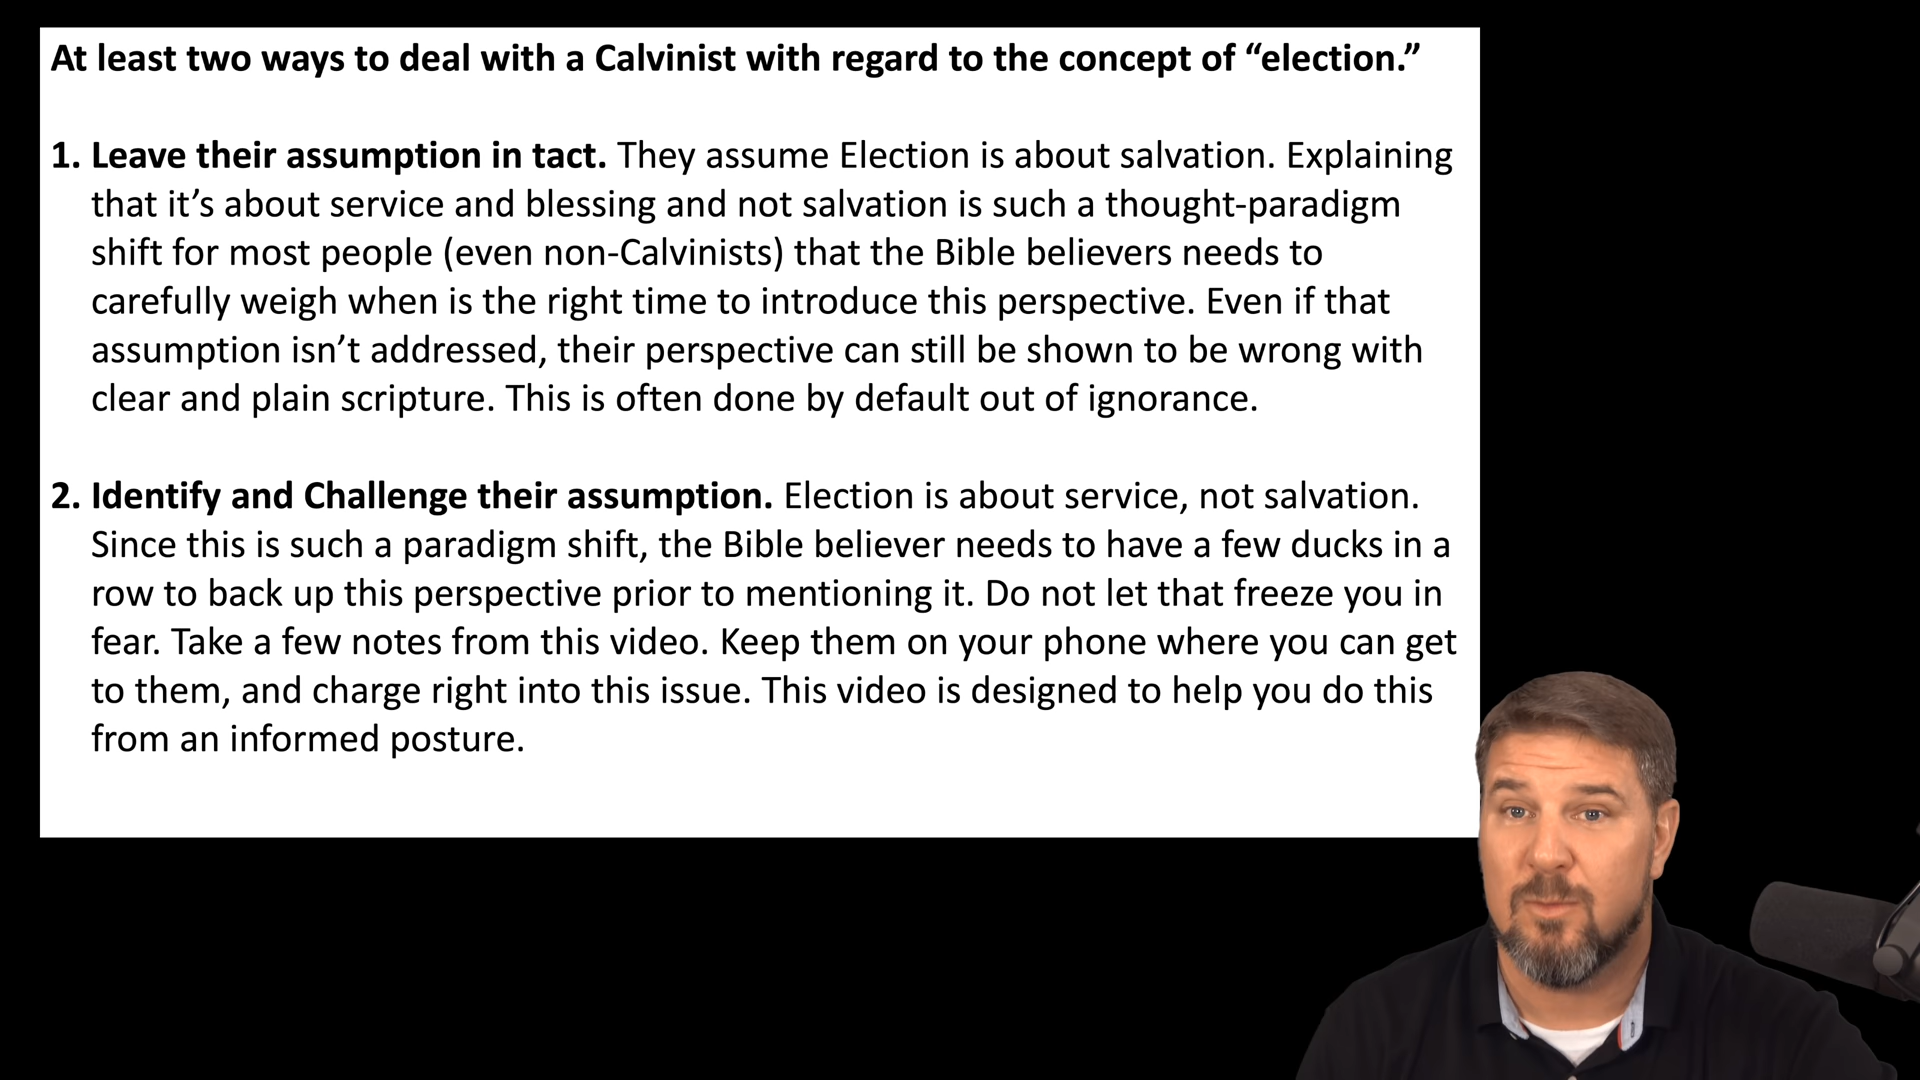 At least two ways to deal with a Calvinist with regard to the concept of “election.”
1. Leave their assumption in tact. They assume Election is about salvation. Explaining
that it’s about service and blessing and not salvation is such a thought-paradigm
shift for most people (even non-Calvinists) that the Bible believers needs to
carefully weigh when is the right time to introduce this perspective. Even if that
assumption isn’t addressed, their perspective can still be shown to be wrong with
clear and plain scripture. This is often done by default out of ignorance.
2. Identify and Challenge their assumption. Election is about service, not salvation.
Since this is such a paradigm shift, the Bible believer needs to have a few ducks in a
row to back up this perspective prior to mentioning it. Do not let that freeze you in
fear. Take a few notes from this video. Keep them on your phone where you can get
to them, and charge right into this issue. This video is designed to help you do this
from an informed posture.